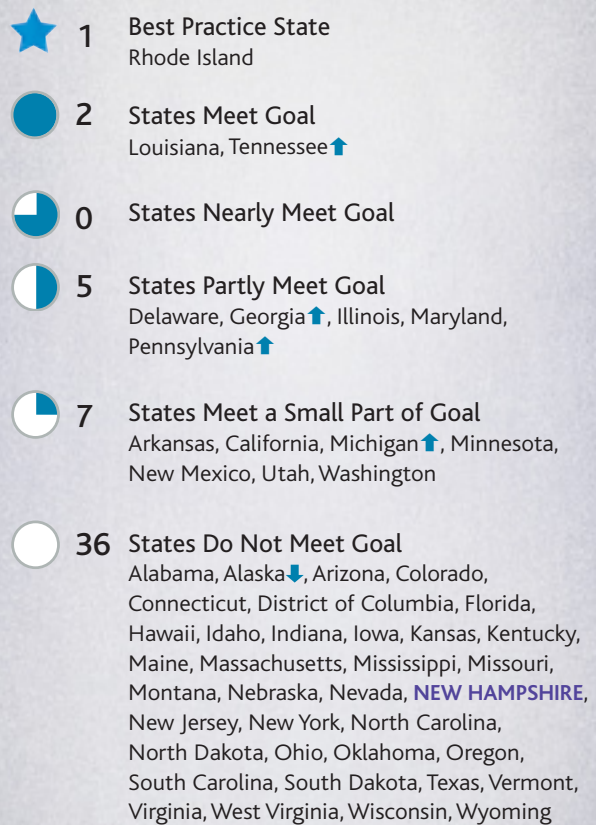 1 Best Practice State
Rhode Island
2 States Meet Goal
Louisiana, Tennessee⬆
0 States Nearly Meet Goal
5 States Partly Meet Goal
Delaware, Georgia⬆, Illinois, Maryland,
Pennsylvania⬆
7 States Meet a Small Part of Goal
Arkansas, California, Michigan⬆, Minnesota,
New Mexico, Utah, Washington
36 States Do Not Meet Goal
Alabama, Alaska⬇, Arizona, Colorado,
Connecticut, District of Columbia, Florida,
Hawaii, Idaho, Indiana, Iowa, Kansas, Kentucky,
Maine, Massachusetts, Mississippi, Missouri,
Montana, Nebraska, Nevada, NEW HAMPSHIRE,
New Jersey, New York, North Carolina,
North Dakota, Ohio, Oklahoma, Oregon,
South Carolina, South Dakota, Texas, Vermont,
Virginia, West Virginia, Wisconsin, Wyoming